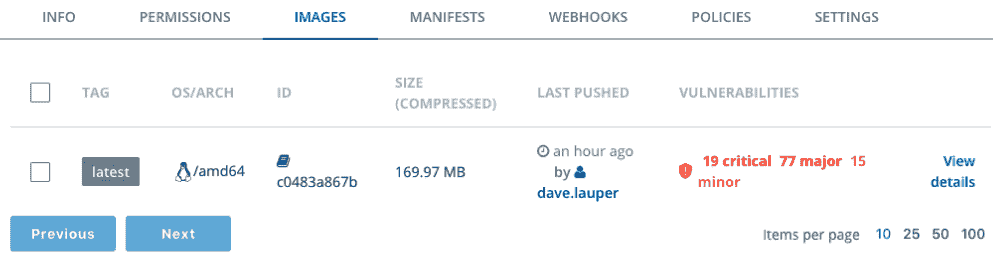 INFO PERMISSIONS IMAGES MANIFESTS WEBHOOKS POLICIES SETTINGS
TAG OS/ARCH ID SIZE (COMPRESSED) LAST PUSHED VULNERABILITIES
latest /amd64 c0483a867b 169.97 MB an hour ago by dave.lauper 19 critical 77 major 15 minor View details
Previous Next Items per page 10 25 50 100